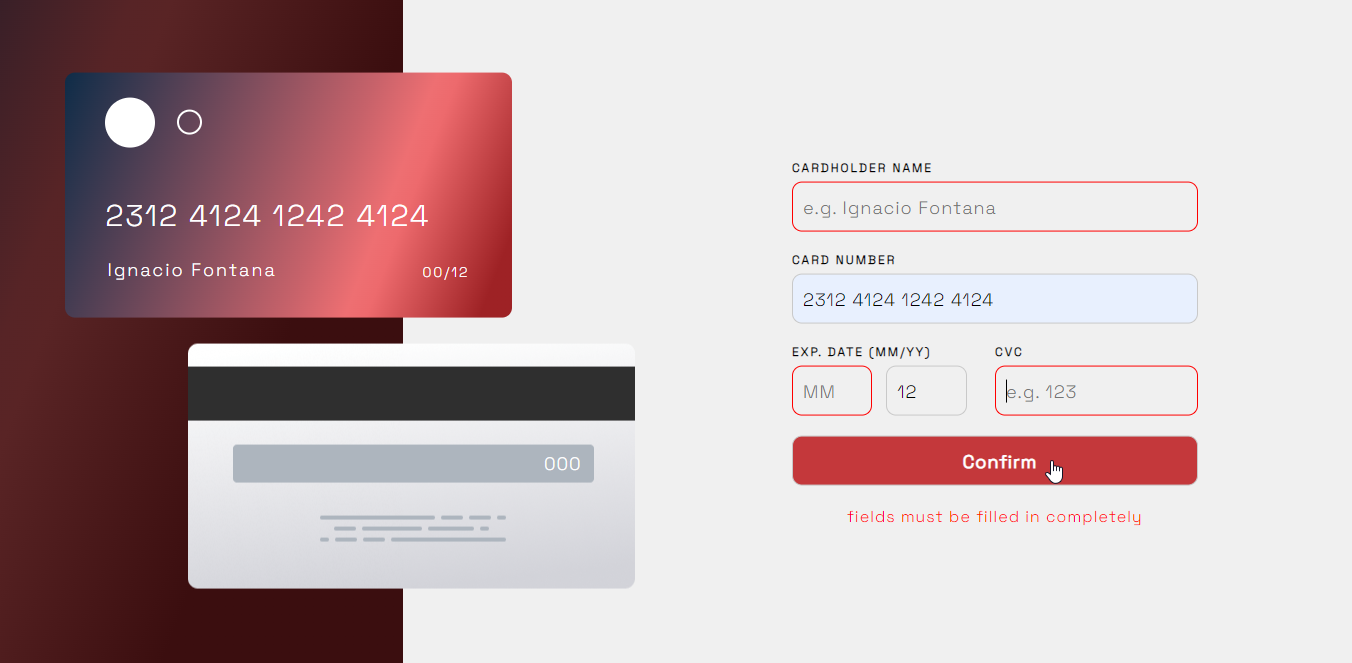 2312 4124 1242 4124
Ignacio Fontana 00/12
000
CARDHOLDER NAME
e.g. Ignacio Fontana
CARD NUMBER
2312 4124 1242 4124
EXP. DATE (MM/YY) CVC
MM 12 e.g. 123
Confirm
fields must be filled in completely